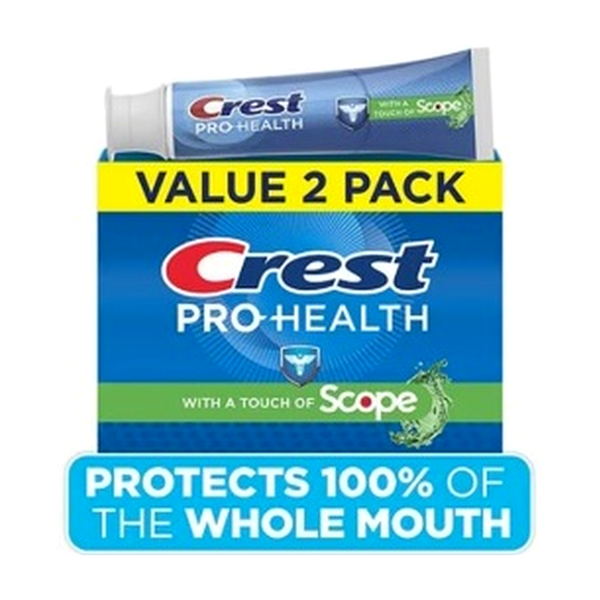 Crest
PRO-HEALTH
WITH A
TOUCH OF Scope
VALUE 2 PACK
Crest
PRO-HEALTH
WITH A TOUCH OF Scope
PROTECTS 100% OF
THE WHOLE MOUTH